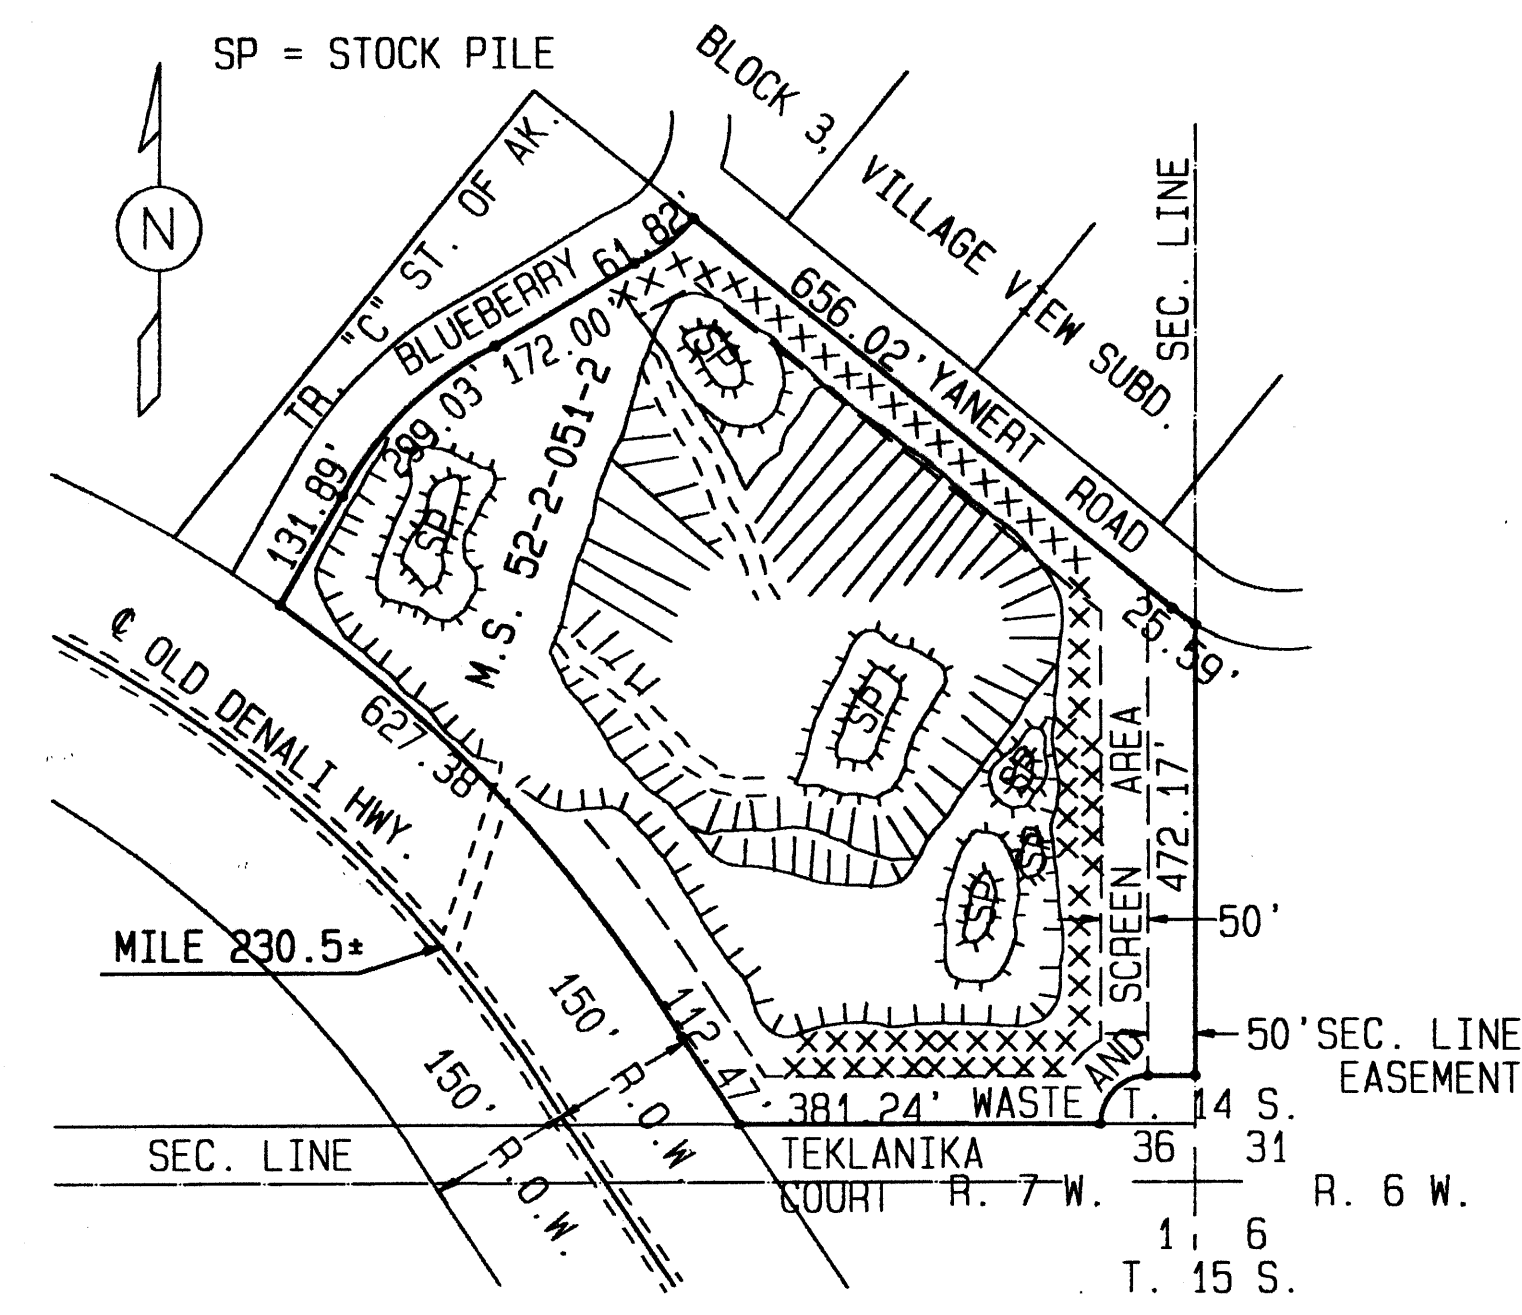 SP = STOCK PILE
N
BLOCK 3, VILLAGE VIEW SUBD.
SEC. LINE
TR. "C" ST. OF AK.
BLUEBERRY
61.82'
172.00'
299.03'
131.89'
656.02'
YANERT ROAD
25.59'
SP
SP
SP
SP
SP
SP
M.S. 52-2-051-2
℄ OLD DENALI HWY.
627.38
MILE 230.5±
SCREEN AREA
472.17'
50'
50' SEC. LINE
EASEMENT
112.47'
150' R.O.W.
150' R.O.W.
381.24'
WASTE AND
T. 14 S.
SEC. LINE
TEKLANIKA
COURT
36
31
R. 7 W.
R. 6 W.
1
6
T. 15 S.